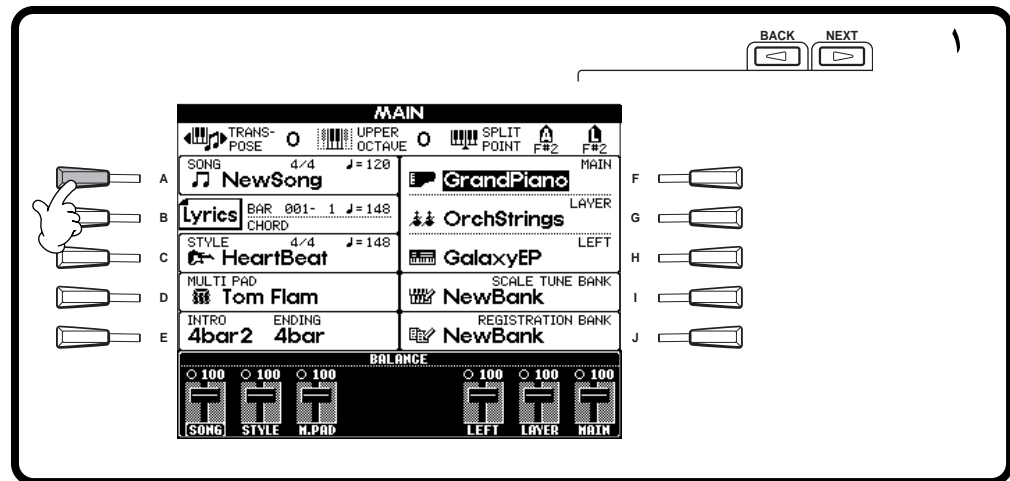 BACK NEXT
١
MAIN
TRANS-
POSE 0
UPPER
OCTAVE 0
SPLIT
POINT
A
F#2
L
F#2
A
SONG 4/4 ♩=120
NewSong
B
Lyrics
BAR 001- 1 ♩=148
CHORD
C
STYLE 4/4 ♩=148
HeartBeat
D
MULTI PAD
Tom Flam
E
INTRO ENDING
4bar2 4bar
MAIN
GrandPiano
F
LAYER
OrchStrings
G
LEFT
GalaxyEP
H
SCALE TUNE BANK
NewBank
I
REGISTRATION BANK
NewBank
J
BALANCE
100 100 100 100 100 100
SONG STYLE M.PAD LEFT LAYER MAIN